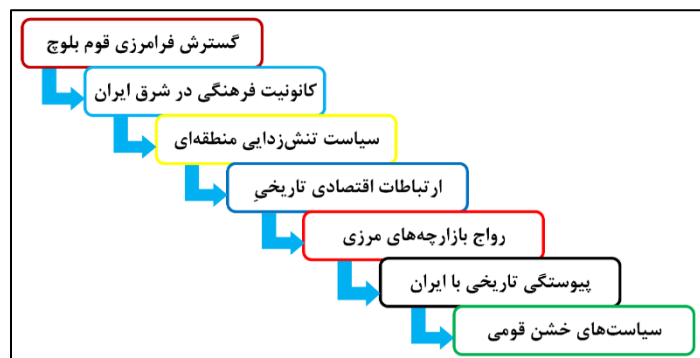 گسترش فرامرزی قوم بلوچ
کانونیت فرهنگی در شرق ایران
سیاست تنش‌زدایی منطقه‌ای
ارتباطات اقتصادی تاریخیِ
رواج بازارچه‌های مرزی
پیوستگی تاریخی با ایران
سیاست‌های خشن قومی